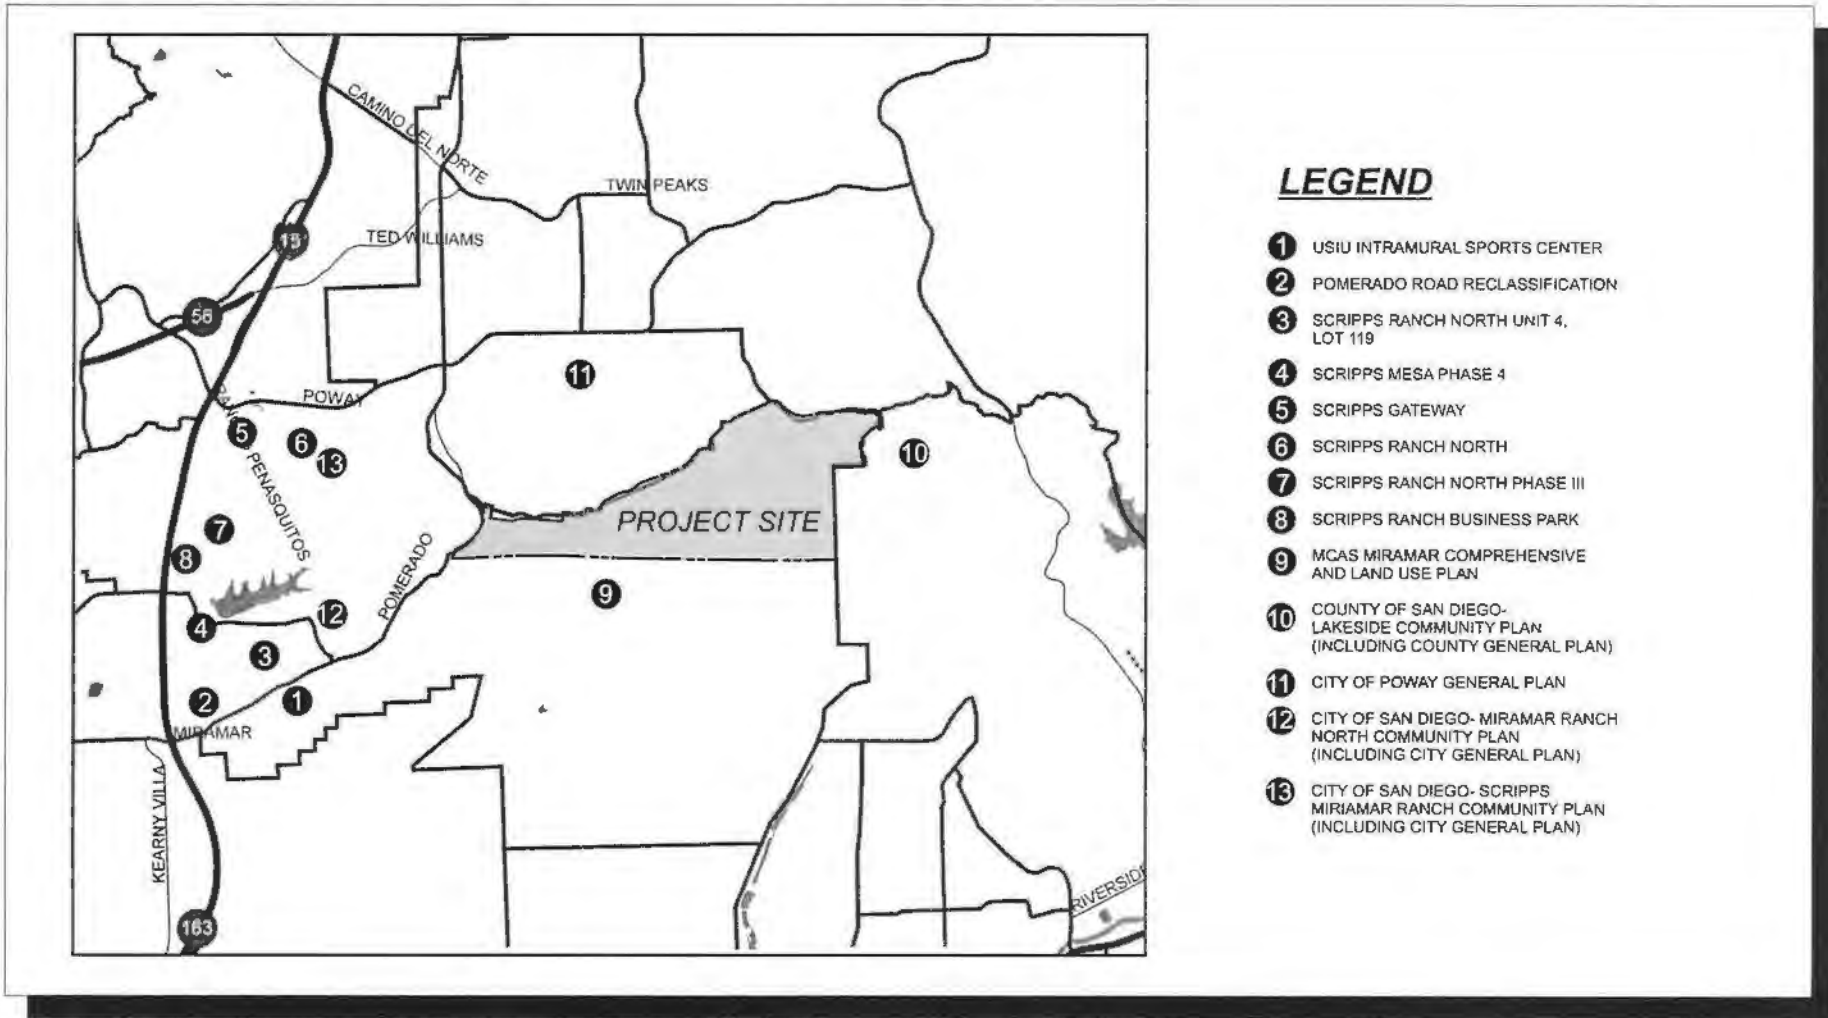 CAMINO DEL NORTE
TWIN PEAKS
15
TED WILLIAMS
56
11
POWAY
5
6
13
10
PENASQUITOS
PROJECT SITE
7
8
POMERADO
9
12
4
3
2
1
MIRAMAR
KEARNY VILLA
163
RIVERSIDE
LEGEND
1 USIU INTRAMURAL SPORTS CENTER
2 POMERADO ROAD RECLASSIFICATION
3 SCRIPPS RANCH NORTH UNIT 4,
LOT 119
4 SCRIPPS MESA PHASE 4
5 SCRIPPS GATEWAY
6 SCRIPPS RANCH NORTH
7 SCRIPPS RANCH NORTH PHASE III
8 SCRIPPS RANCH BUSINESS PARK
9 MCAS MIRAMAR COMPREHENSIVE
AND LAND USE PLAN
10 COUNTY OF SAN DIEGO-
LAKESIDE COMMUNITY PLAN
(INCLUDING COUNTY GENERAL PLAN)
11 CITY OF POWAY GENERAL PLAN
12 CITY OF SAN DIEGO- MIRAMAR RANCH
NORTH COMMUNITY PLAN
(INCLUDING CITY GENERAL PLAN)
13 CITY OF SAN DIEGO- SCRIPPS
MIRIAMAR RANCH COMMUNITY PLAN
(INCLUDING CITY GENERAL PLAN)